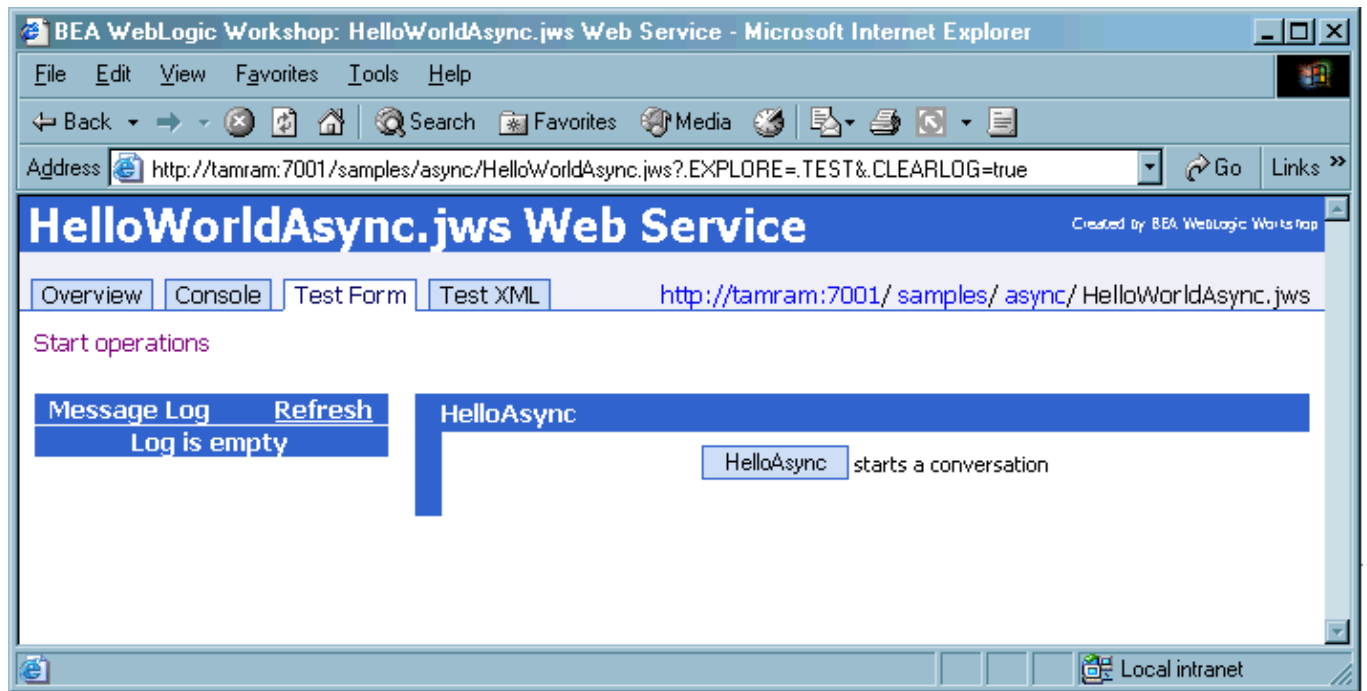 BEA WebLogic Workshop: HelloWorldAsync.jws Web Service - Microsoft Internet Explorer
File Edit View Favorites Tools Help
Back Search Favorites Media
Address http://tamram:7001/samples/async/HelloWorldAsync.jws?.EXPLORE=.TEST&.CLEARLOG=true Go Links »
HelloWorldAsync.jws Web Service Created by BEA WebLogic Workshop
Overview Console Test Form Test XML http://tamram:7001/ samples/ async/ HelloWorldAsync.jws
Start operations
Message Log Refresh HelloAsync
Log is empty
HelloAsync starts a conversation
Local intranet